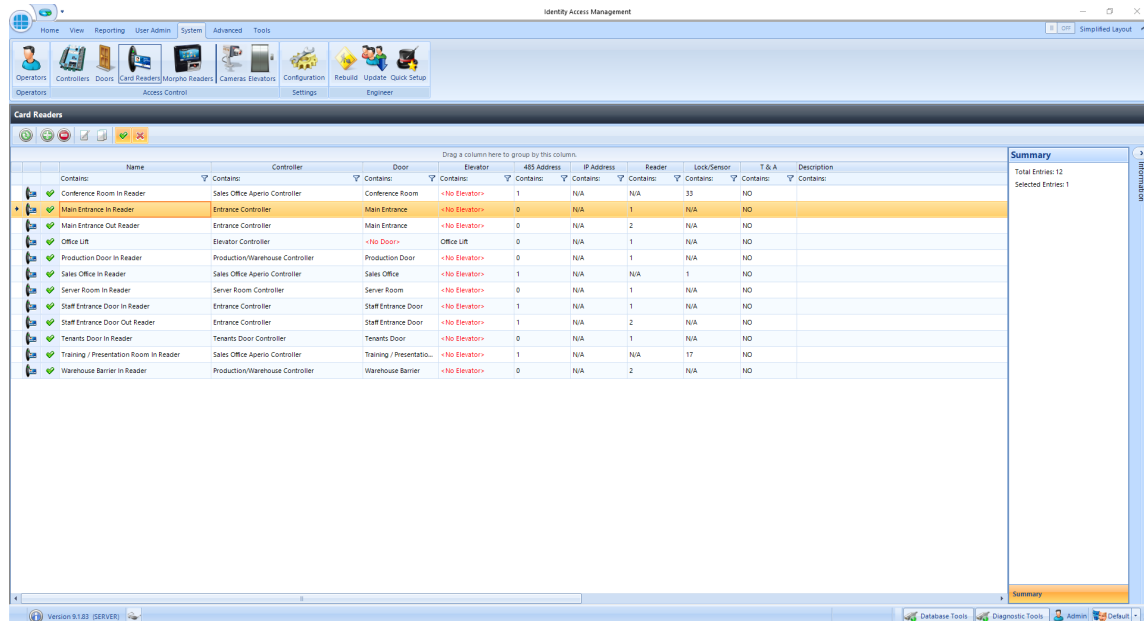 Identity Access Management
Home View Reporting User Admin System Advanced Tools
OFF Simplified Layout
Operators Controllers Doors Card Readers Morpho Readers Cameras Elevators Configuration Rebuild Update Quick Setup
Operators Access Control Settings Engineer
Card Readers
Drag a column here to group by this column.
Name Controller Door Elevator 485 Address IP Address Reader Lock/Sensor T & A Description
Contains: Contains: Contains: Contains: Contains: Contains: Contains: Contains: Contains: Contains:
Conference Room In Reader Sales Office Aperio Controller Conference Room <No Elevator> 1 N/A N/A 33 NO
Main Entrance In Reader Entrance Controller Main Entrance <No Elevator> 0 N/A 1 N/A NO
Main Entrance Out Reader Entrance Controller Main Entrance <No Elevator> 0 N/A 2 N/A NO
Office Lift Elevator Controller <No Door> Office Lift 0 N/A 1 N/A NO
Production Door In Reader Production/Warehouse Controller Production Door <No Elevator> 0 N/A 1 N/A NO
Sales Office In Reader Sales Office Aperio Controller Sales Office <No Elevator> 1 N/A N/A 1 NO
Server Room In Reader Server Room Controller Server Room <No Elevator> 0 N/A 1 N/A NO
Staff Entrance Door In Reader Entrance Controller Staff Entrance Door <No Elevator> 1 N/A 1 N/A NO
Staff Entrance Door Out Reader Entrance Controller Staff Entrance Door <No Elevator> 1 N/A 2 N/A NO
Tenants Door In Reader Tenants Door Controller Tenants Door <No Elevator> 0 N/A 1 N/A NO
Training / Presentation Room In Reader Sales Office Aperio Controller Training / Presentatio... <No Elevator> 1 N/A N/A 17 NO
Warehouse Barrier In Reader Production/Warehouse Controller Warehouse Barrier <No Elevator> 0 N/A 2 N/A NO
Summary
Total Entries: 12
Selected Entries: 1
Information
Summary
Version 9.1.83 (SERVER) Database Tools Diagnostic Tools Admin Default